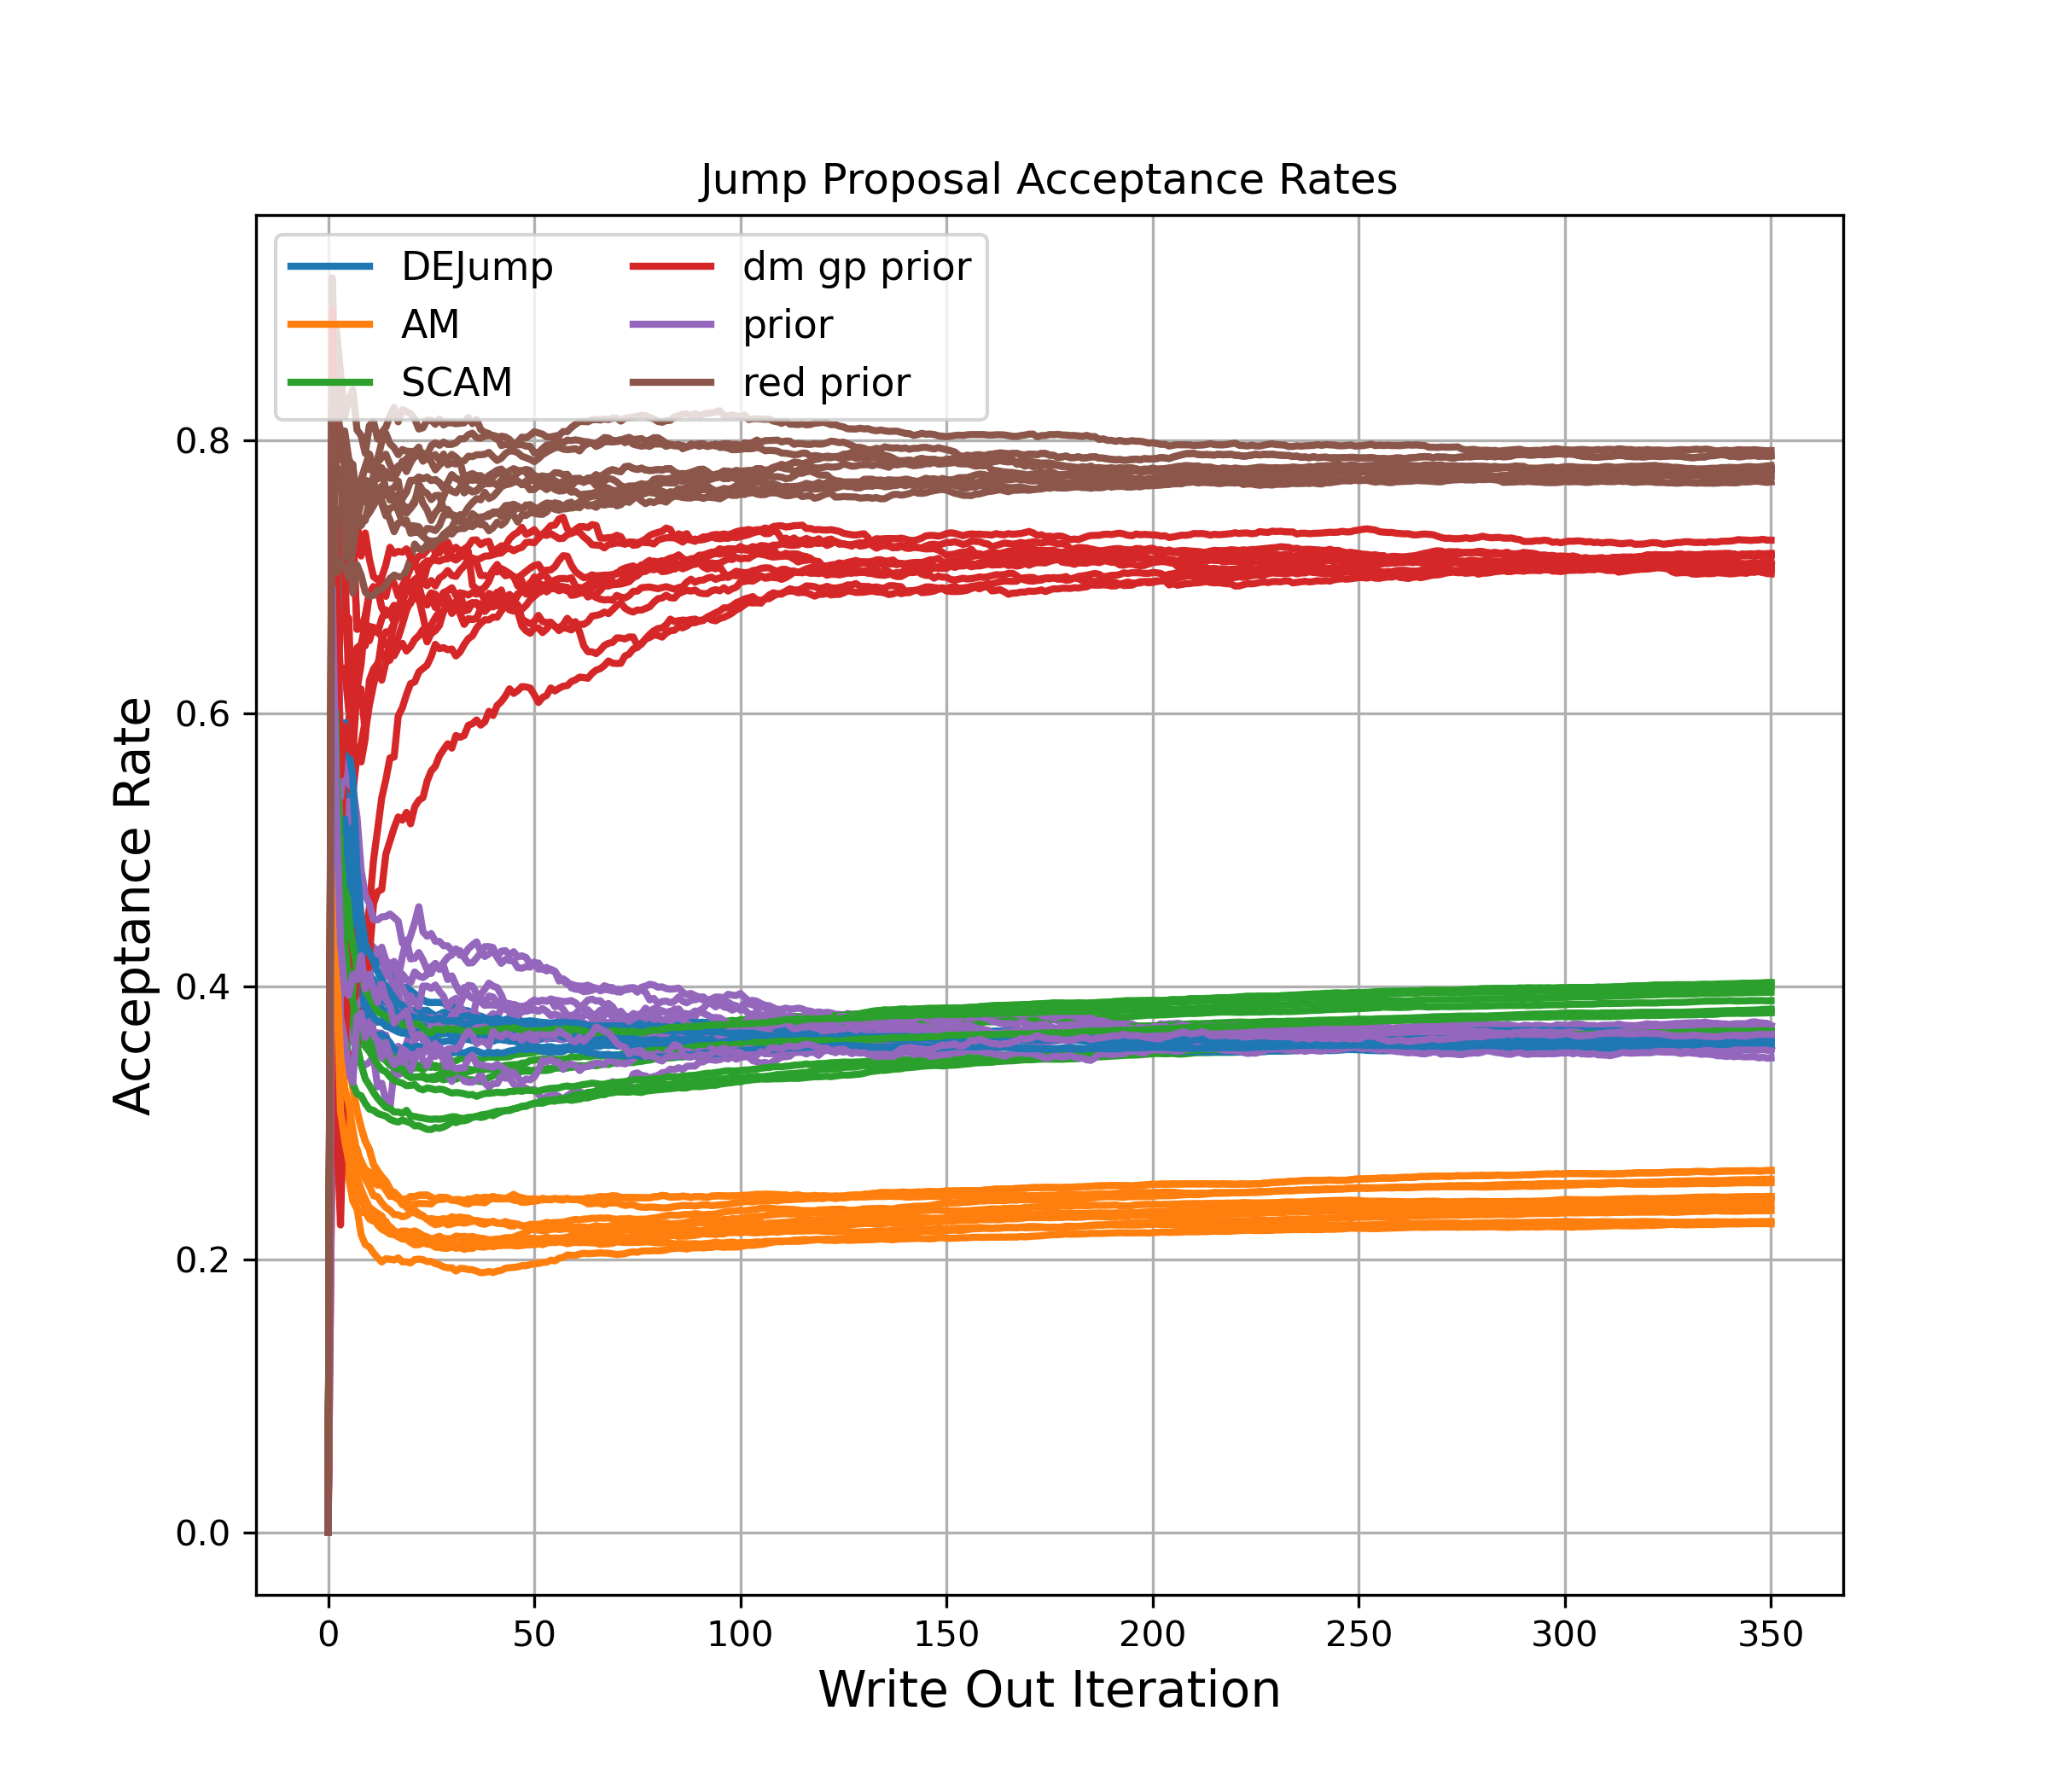 Jump Proposal Acceptance Rates
DEJump
AM
SCAM
dm gp prior
prior
red prior
Acceptance Rate
0.8
0.6
0.4
0.2
0.0
0 50 100 150 200 250 300 350
Write Out Iteration